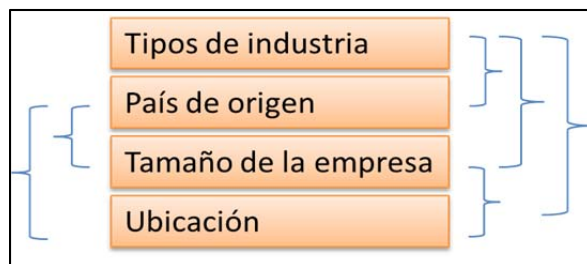 Tipos de industria
País de origen
Tamaño de la empresa
Ubicación